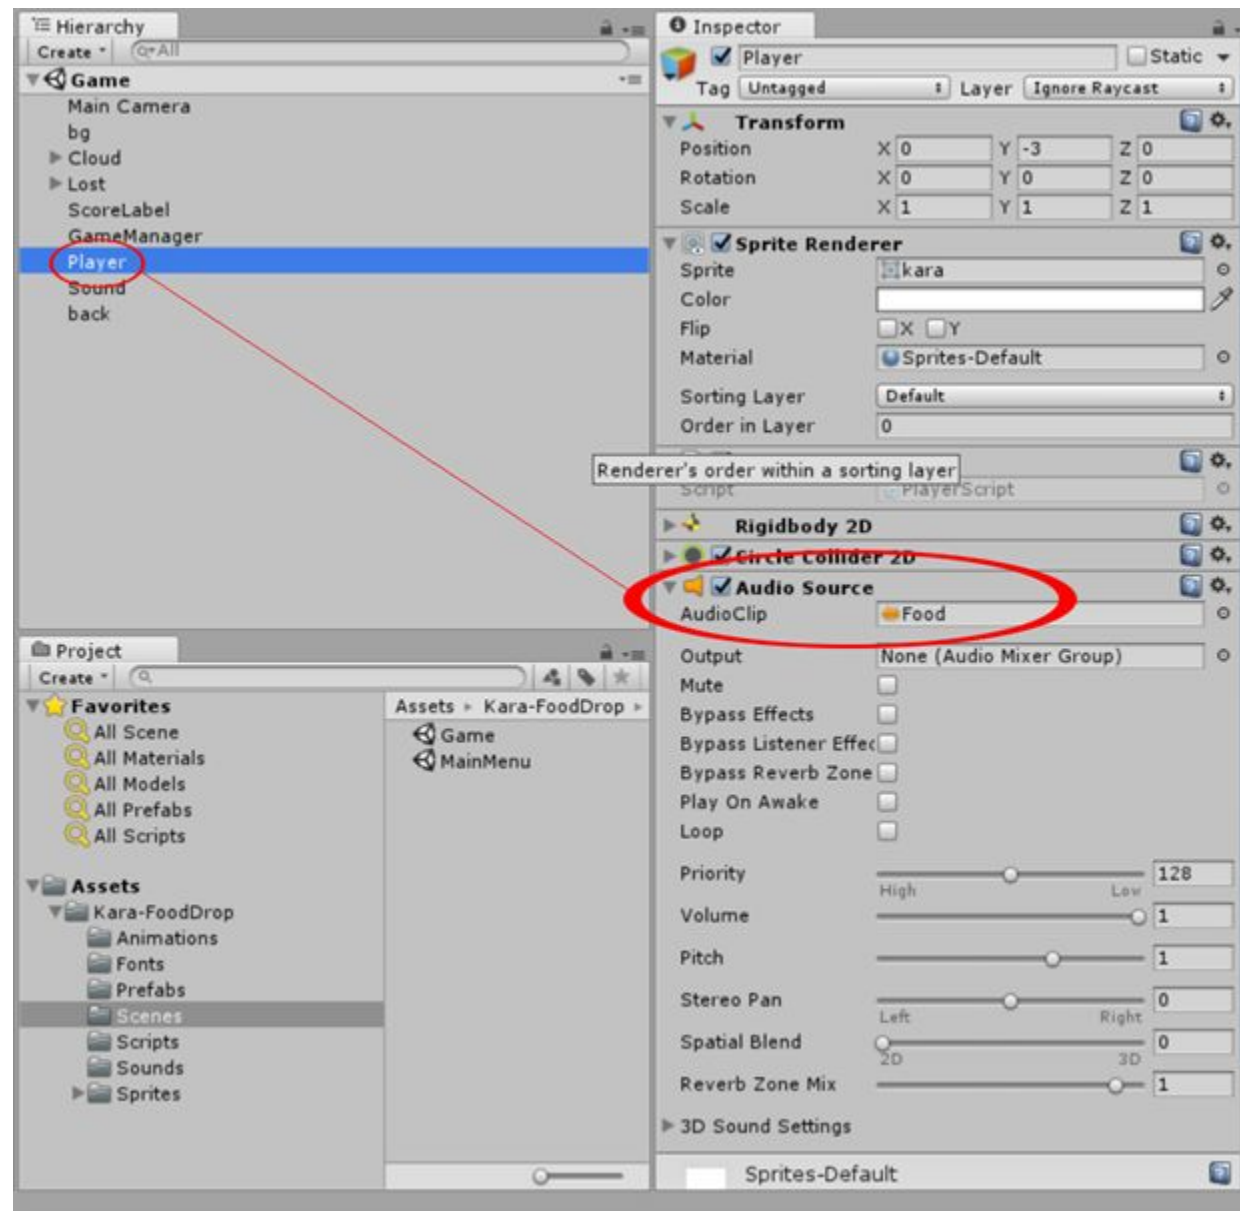 Hierarchy
Create
All
Game
Main Camera
bg
Cloud
Lost
ScoreLabel
GameManager
Player
Sound
back
Project
Create
Favorites
All Scene
All Materials
All Models
All Prefabs
All Scripts
Assets
Kara-FoodDrop
Animations
Fonts
Prefabs
Scenes
Scripts
Sounds
Sprites
Assets Kara-FoodDrop
Game
MainMenu
Inspector
Player Static
Tag Untagged Layer Ignore Raycast
Transform
Position X 0 Y -3 Z 0
Rotation X 0 Y 0 Z 0
Scale X 1 Y 1 Z 1
Sprite Renderer
Sprite kara
Color
Flip X Y
Material Sprites-Default
Sorting Layer Default
Order in Layer 0
Renderer's order within a sorting layer
Script PlayerScript
Rigidbody 2D
Circle Collider 2D
Audio Source
AudioClip Food
Output None (Audio Mixer Group)
Mute
Bypass Effects
Bypass Listener Effec
Bypass Reverb Zone
Play On Awake
Loop
Priority 128
High Low
Volume 1
Pitch 1
Stereo Pan 0
Left Right
Spatial Blend 0
2D 3D
Reverb Zone Mix 1
3D Sound Settings
Sprites-Default